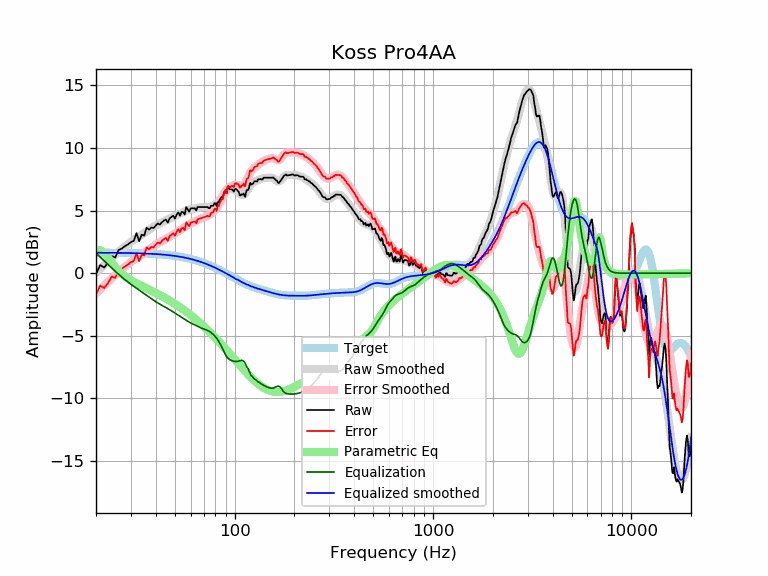 Koss Pro4AA
15
10
5
0
−5
−10
−15
Amplitude (dBr)
Target
Raw Smoothed
Error Smoothed
Raw
Error
Parametric Eq
Equalization
Equalized smoothed
100
1000
10000
Frequency (Hz)